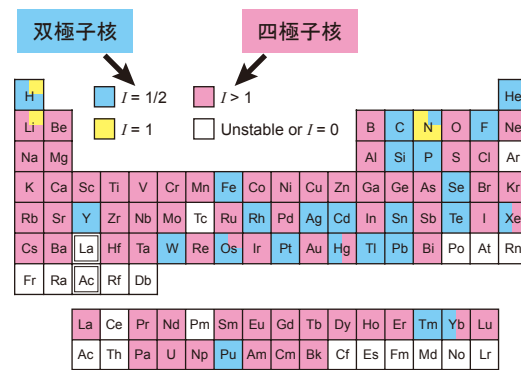 双極子核 四極子核
I = 1/2 I > 1
I = 1 Unstable or I = 0
H He
Li Be B C N O F Ne
Na Mg Al Si P S Cl Ar
K Ca Sc Ti V Cr Mn Fe Co Ni Cu Zn Ga Ge As Se Br Kr
Rb Sr Y Zr Nb Mo Tc Ru Rh Pd Ag Cd In Sn Sb Te I Xe
Cs Ba La Hf Ta W Re Os Ir Pt Au Hg Tl Pb Bi Po At Rn
Fr Ra Ac Rf Db
La Ce Pr Nd Pm Sm Eu Gd Tb Dy Ho Er Tm Yb Lu
Ac Th Pa U Np Pu Am Cm Bk Cf Es Fm Md No Lr